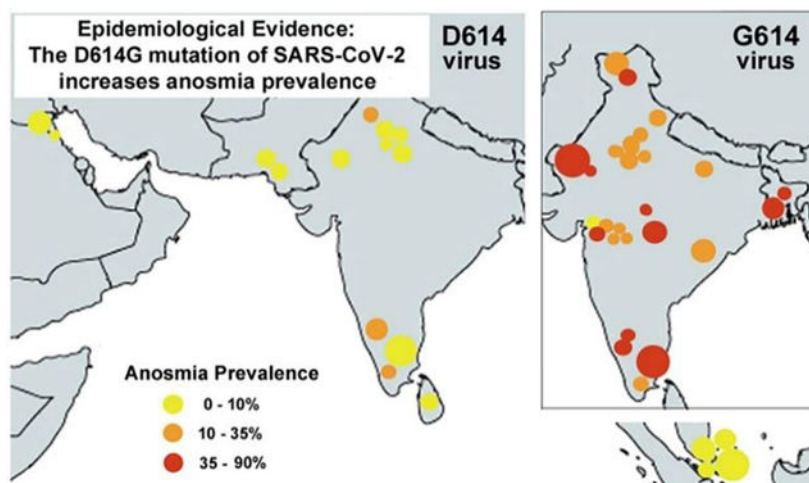 Epidemiological Evidence:
The D614G mutation of SARS-CoV-2
increases anosmia prevalence
D614
virus
G614
virus
Anosmia Prevalence
0 - 10%
10 - 35%
35 - 90%